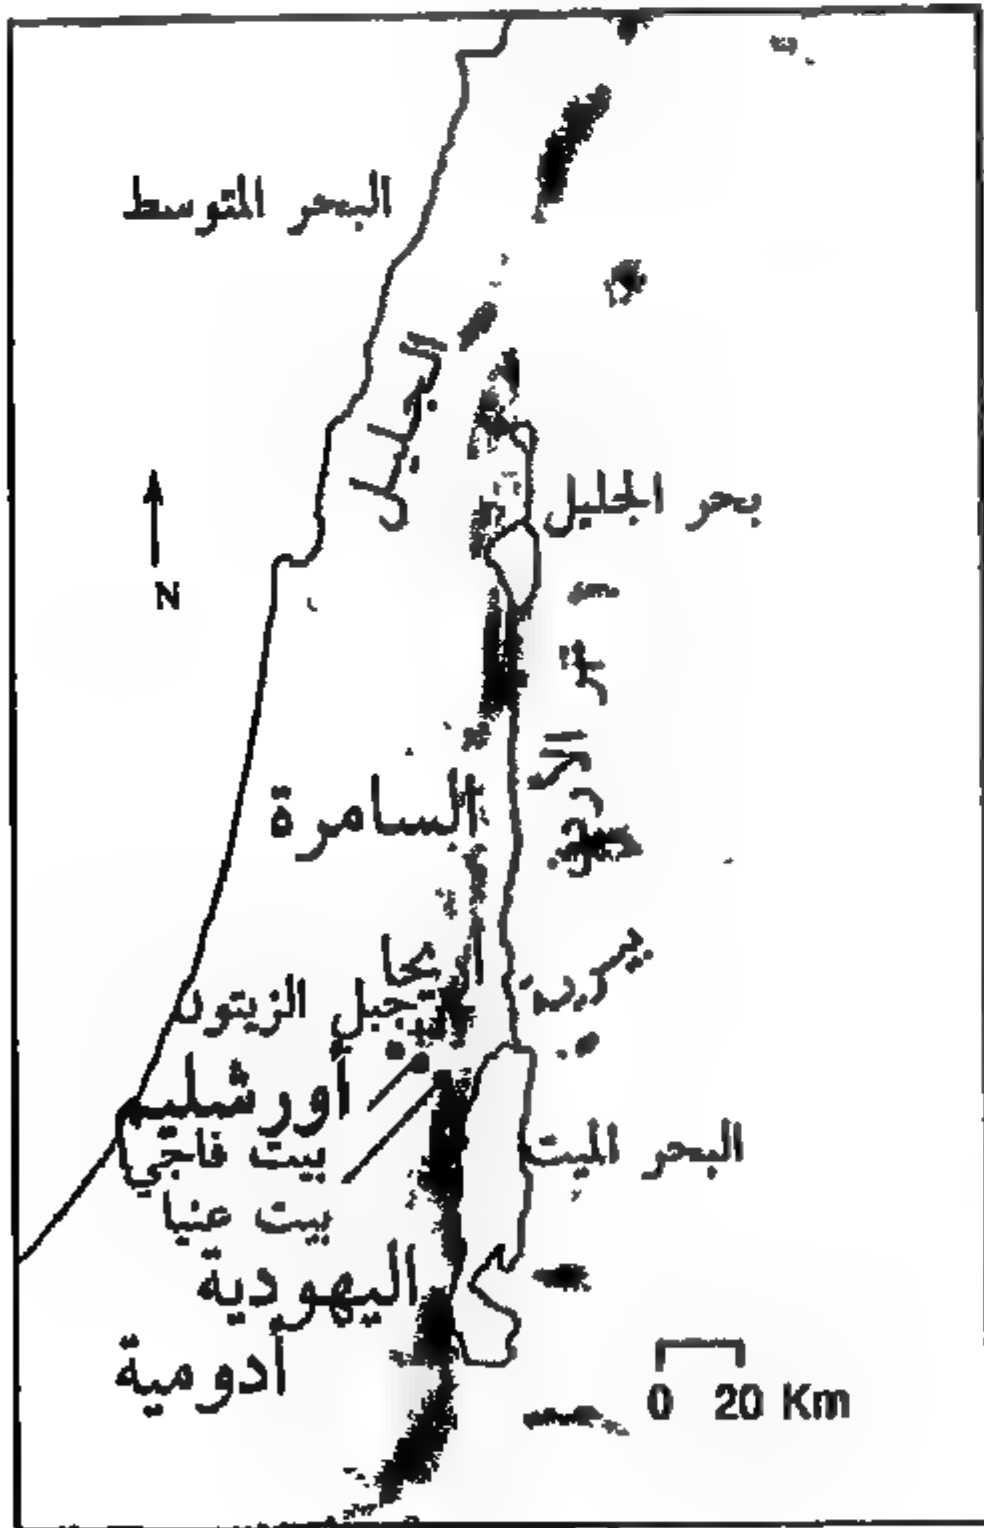 البحر المتوسط
الجليل
بحر الجليل
N
نهر الأردن
السامرة
بيرية
أريحا
جبل الزيتون
أورشليم
بيت فاجي
بيت عنيا
البحر الميت
اليهودية
أدومية
0 20 Km